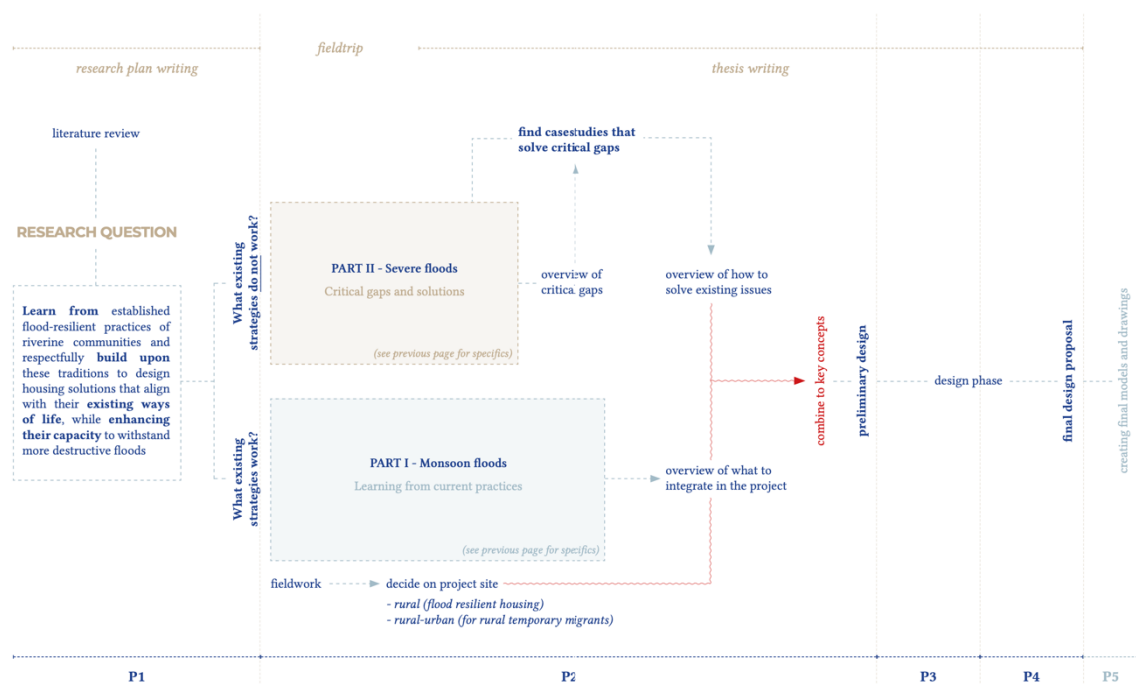 fieldtrip
research plan writing
thesis writing
literature review
RESEARCH QUESTION
Learn from established
flood-resilient practices of
riverine communities and
respectfully build upon
these traditions to design
housing solutions that align
with their existing ways
of life, while enhancing
their capacity to withstand
more destructive floods
What existing
strategies do not work?
What existing
strategies work?
find casestudies that
solve critical gaps
PART II - Severe floods
Critical gaps and solutions
(see previous page for specifics)
overview of
critical gaps
overview of how to
solve existing issues
PART I - Monsoon floods
Learning from current practices
(see previous page for specifics)
overview of what to
integrate in the project
fieldwork
decide on project site
- rural (flood resilient housing)
- rural-urban (for rural temporary migrants)
combine to key concepts
preliminary design
design phase
final design proposal
creating final models and drawings
P1
P2
P3
P4
P5